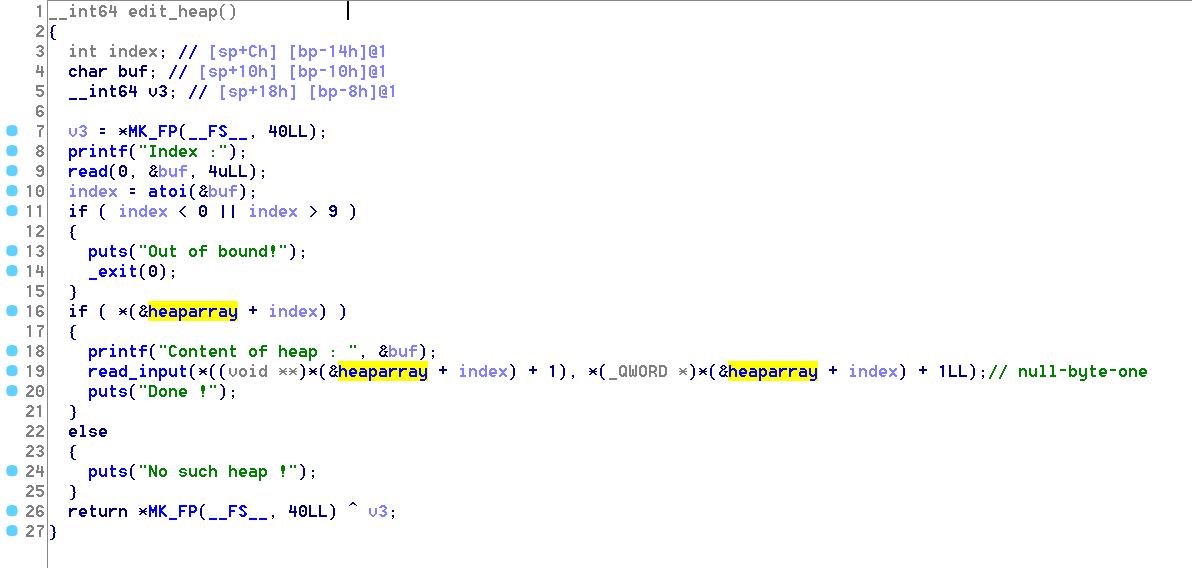 1 __int64 edit_heap()
2 {
3 int index; // [sp+Ch] [bp-14h]@1
4 char buf; // [sp+10h] [bp-10h]@1
5 __int64 v3; // [sp+18h] [bp-8h]@1
6
7 v3 = *MK_FP(__FS__, 40LL);
8 printf("Index :");
9 read(0, &buf, 4uLL);
10 index = atoi(&buf);
11 if ( index < 0 || index > 9 )
12 {
13 puts("Out of bound!");
14 _exit(0);
15 }
16 if ( *(&heaparray + index) )
17 {
18 printf("Content of heap : ", &buf);
19 read_input(*((void **)*(&heaparray + index) + 1), *(_QWORD *)*(&heaparray + index) + 1LL);// null-byte-one
20 puts("Done !");
21 }
22 else
23 {
24 puts("No such heap !");
25 }
26 return *MK_FP(__FS__, 40LL) ^ v3;
27 }